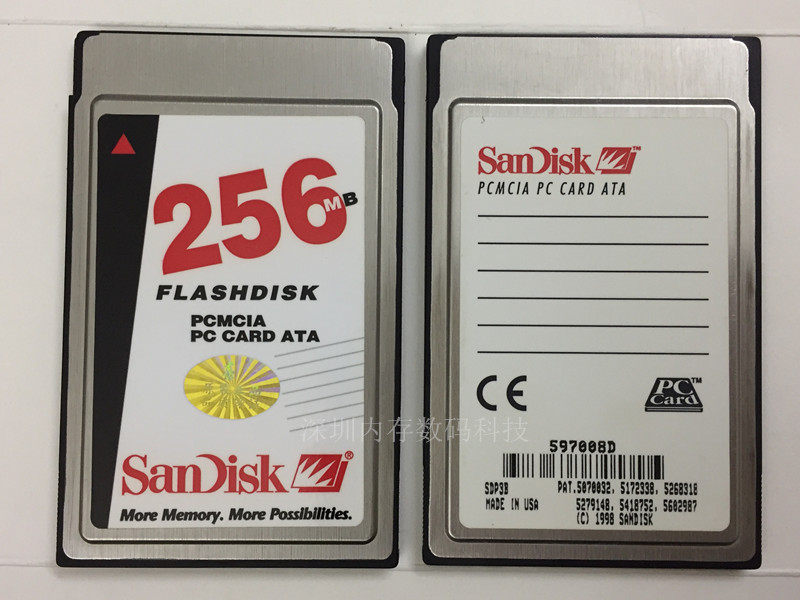 256MB
FLASHDISK
PCMCIA
PC CARD ATA
SanDisk®
More Memory. More Possibilities.
SanDisk™
PCMCIA PC CARD ATA
CE
PC Card™
597008D
SDP3B PAT.5070032, 5172338, 5268318
MADE IN USA 5279148, 5418752, 5602987
(C) 1998 SANDISK
深圳内存数码科技